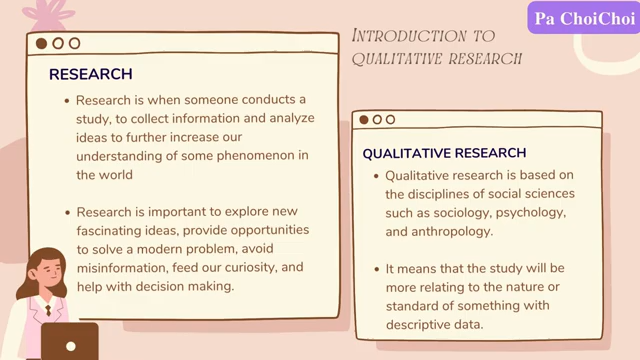 Pa ChoiChoi
INTRODUCTION TO
QUALITATIVE RESEARCH
RESEARCH
• Research is when someone conducts a
study, to collect information and analyze
ideas to further increase our
understanding of some phenomenon in
the world
• Research is important to explore new
fascinating ideas, provide opportunities
to solve a modern problem, avoid
misinformation, feed our curiosity, and
help with decision making.
QUALITATIVE RESEARCH
• Qualitative research is based on
the disciplines of social sciences
such as sociology, psychology,
and anthropology.
• It means that the study will be
more relating to the nature or
standard of something with
descriptive data.